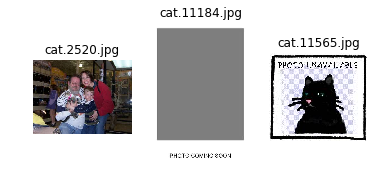 cat.2520.jpg
cat.11184.jpg
cat.11565.jpg
PHOTO UNAVAILABLE
PHOTO COMING SOON